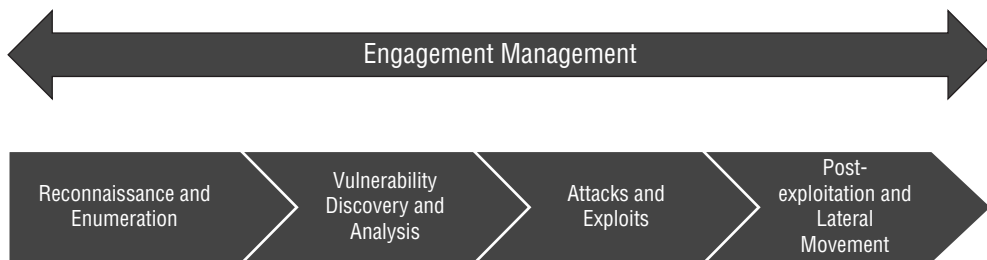 Engagement Management
Reconnaissance and
Enumeration
Vulnerability
Discovery and
Analysis
Attacks and
Exploits
Post-
exploitation and
Lateral
Movement